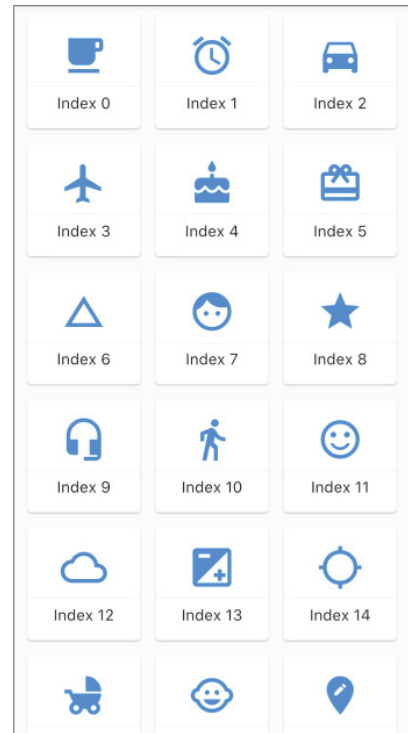 Index 0
Index 1
Index 2
Index 3
Index 4
Index 5
Index 6
Index 7
Index 8
Index 9
Index 10
Index 11
Index 12
Index 13
Index 14